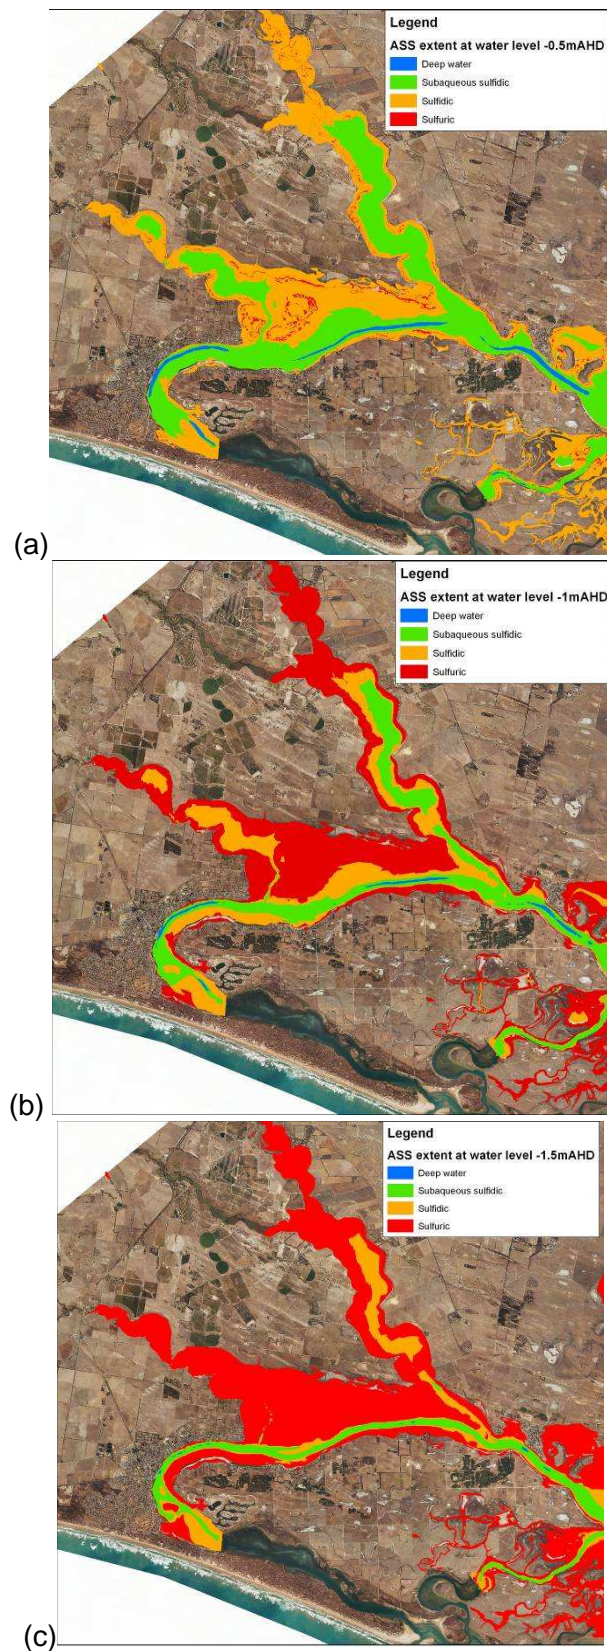 Legend
ASS extent at water level -0.5mAHD
Deep water
Subaqueous sulfidic
Sulfidic
Sulfuric
(a)
Legend
ASS extent at water level -1mAHD
Deep water
Subaqueous sulfidic
Sulfidic
Sulfuric
(b)
Legend
ASS extent at water level -1.5mAHD
Deep water
Subaqueous sulfidic
Sulfidic
Sulfuric
(c)